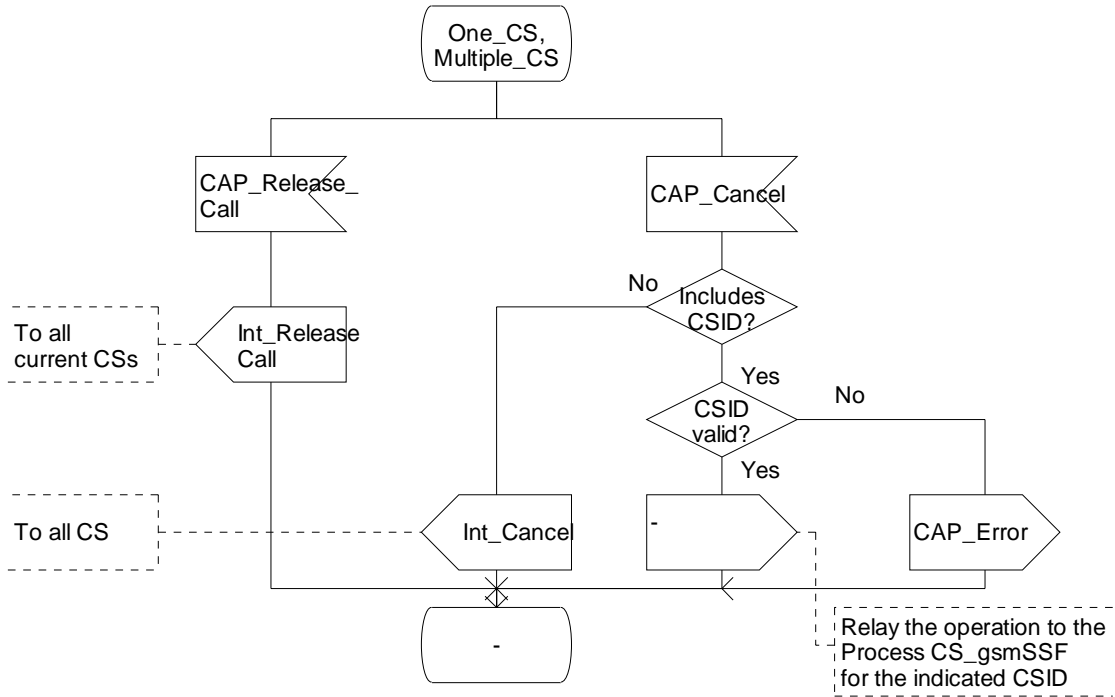 One_CS,
Multiple_CS
CAP_Release_
Call
CAP_Cancel
No
Includes
CSID?
To all
current CSs
Int_Release
Call
Yes
CSID
valid?
No
Yes
To all CS
Int_Cancel
-
CAP_Error
-
Relay the operation to the
Process CS_gsmSSF
for the indicated CSID